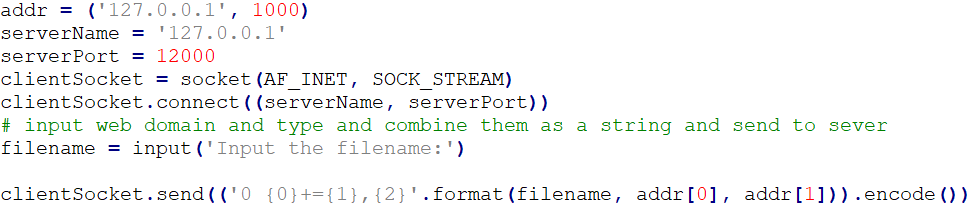 addr = ('127.0.0.1', 1000)
serverName = '127.0.0.1'
serverPort = 12000
clientSocket = socket(AF_INET, SOCK_STREAM)
clientSocket.connect((serverName, serverPort))
# input web domain and type and combine them as a string and send to sever
filename = input('Input the filename:')
clientSocket.send(('0 {0}+={1},{2}'.format(filename, addr[0], addr[1])).encode())